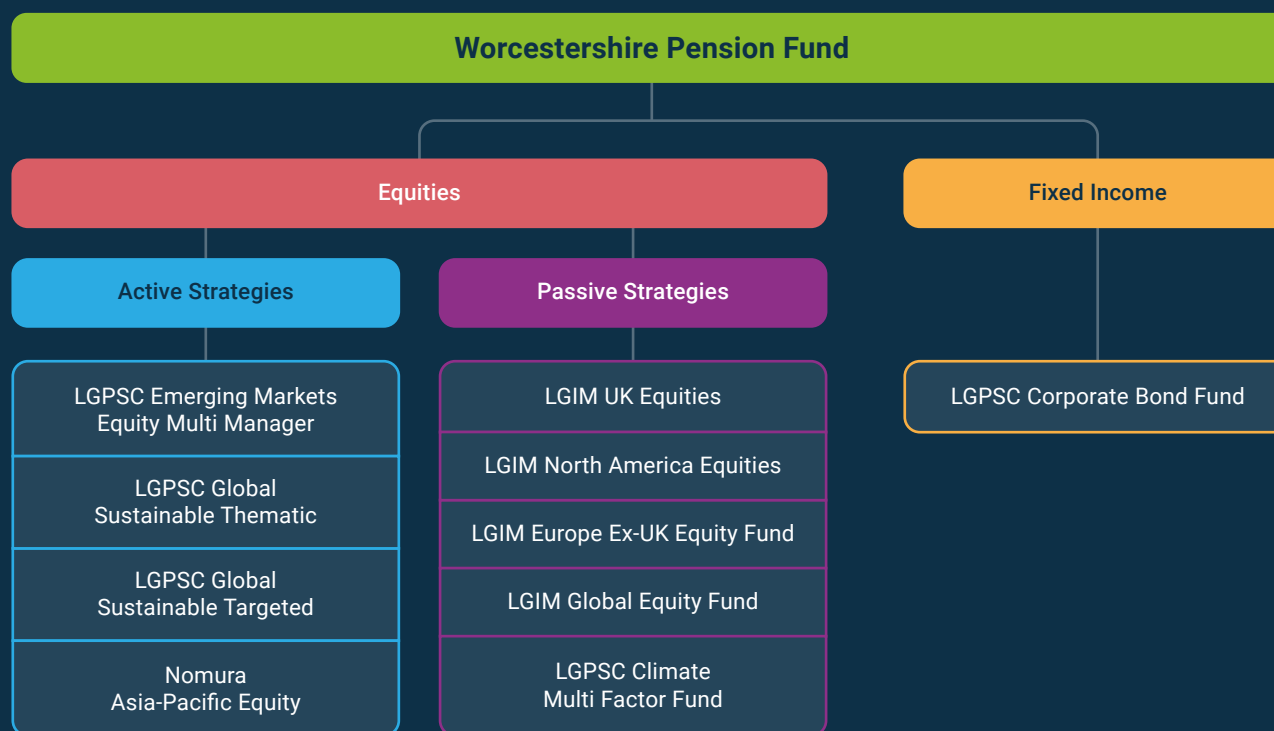 Worcestershire Pension Fund
Equities
Fixed Income
Active Strategies
Passive Strategies
LGPSC Emerging Markets
Equity Multi Manager
LGPSC Global
Sustainable Thematic
LGPSC Global
Sustainable Targeted
Nomura
Asia-Pacific Equity
LGIM UK Equities
LGIM North America Equities
LGIM Europe Ex-UK Equity Fund
LGIM Global Equity Fund
LGPSC Climate
Multi Factor Fund
LGPSC Corporate Bond Fund